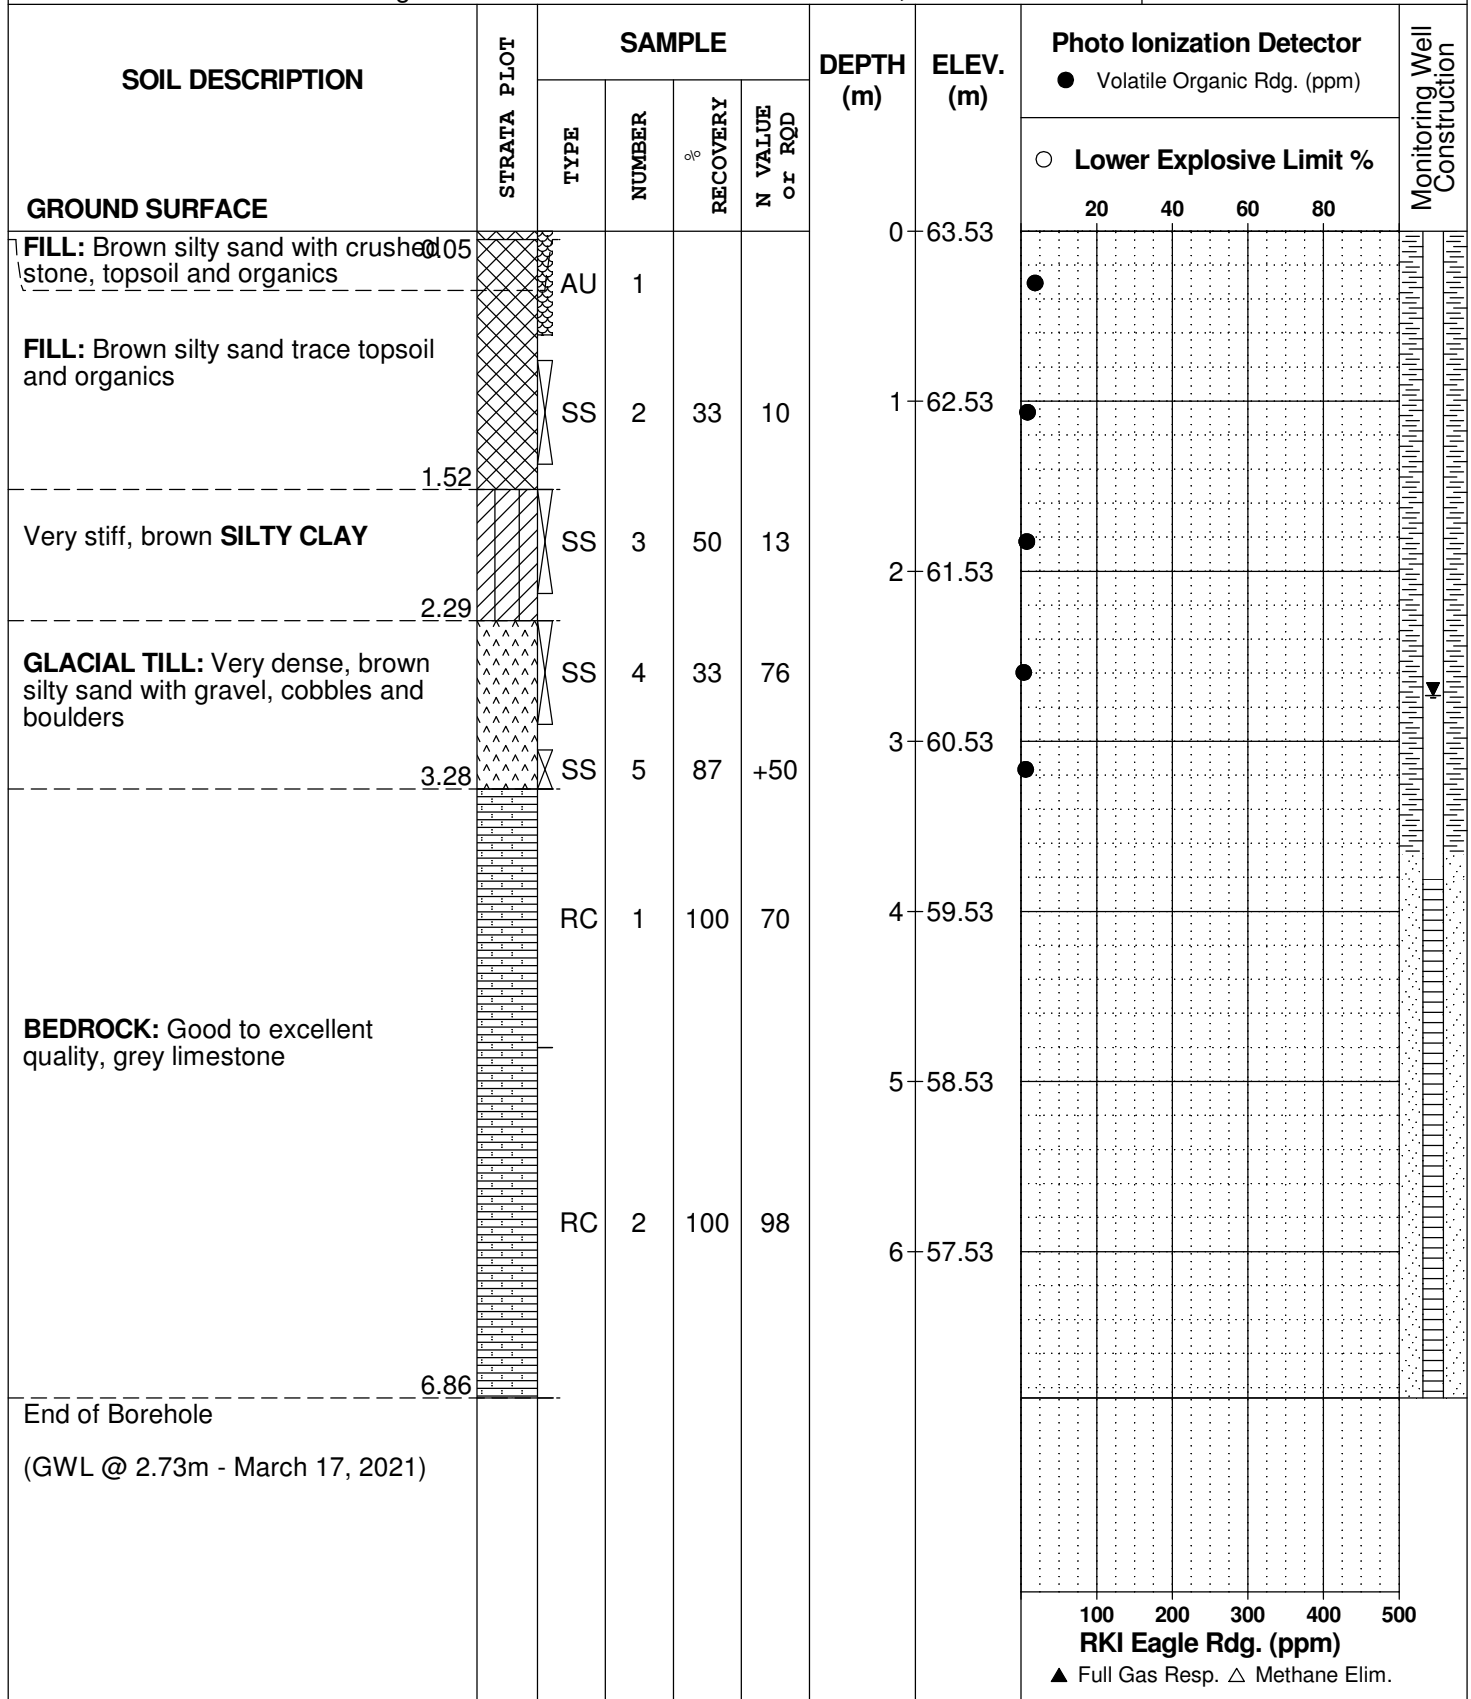 SOIL DESCRIPTION
GROUND SURFACE
STRATA PLOT
SAMPLE
TYPE
NUMBER
%
RECOVERY
N VALUE
or RQD
DEPTH
(m)
ELEV.
(m)
Photo Ionization Detector
● Volatile Organic Rdg. (ppm)
○ Lower Explosive Limit %
20 40 60 80
Monitoring Well
Construction
0 63.53
FILL: Brown silty sand with crushed 0.05
stone, topsoil and organics
AU 1
FILL: Brown silty sand trace topsoil
and organics
1 62.53
SS 2 33 10
1.52
Very stiff, brown SILTY CLAY
SS 3 50 13
2 61.53
2.29
GLACIAL TILL: Very dense, brown
silty sand with gravel, cobbles and
boulders
SS 4 33 76
3 60.53
SS 5 87 +50
3.28
4 59.53
RC 1 100 70
BEDROCK: Good to excellent
quality, grey limestone
5 58.53
RC 2 100 98
6 57.53
6.86
End of Borehole
(GWL @ 2.73m - March 17, 2021)
100 200 300 400 500
RKI Eagle Rdg. (ppm)
▲ Full Gas Resp. △ Methane Elim.